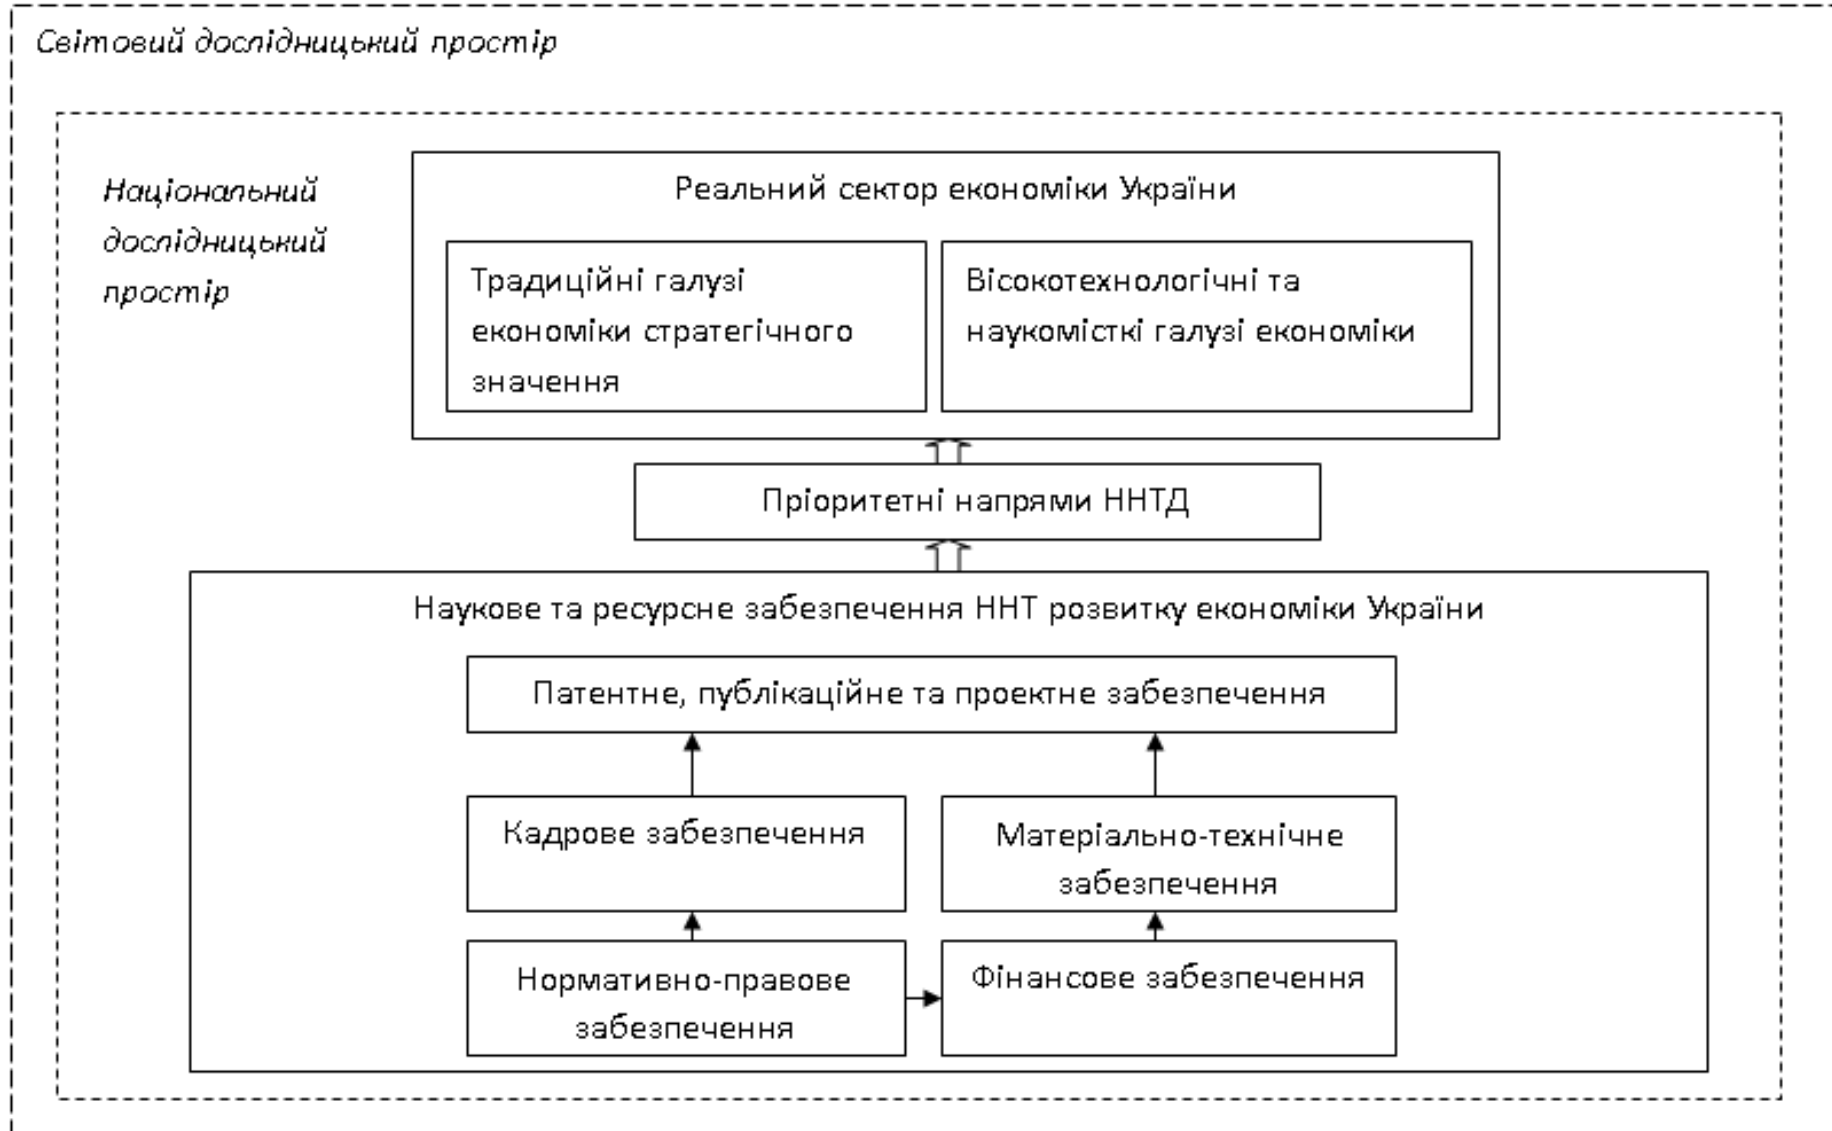 Світовий дослідницький простір
Національний
дослідницький
простір
Реальний сектор економіки України
Традиційні галузі
економіки стратегічного
значення
Вісокотехнологічні та
наукомісткі галузі економіки
Пріоритетні напрями ННТД
Наукове та ресурсне забезпечення ННТ розвитку економіки України
Патентне, публікаційне та проектне забезпечення
Кадрове забезпечення
Матеріально-технічне
забезпечення
Нормативно-правове
забезпечення
Фінансове забезпечення